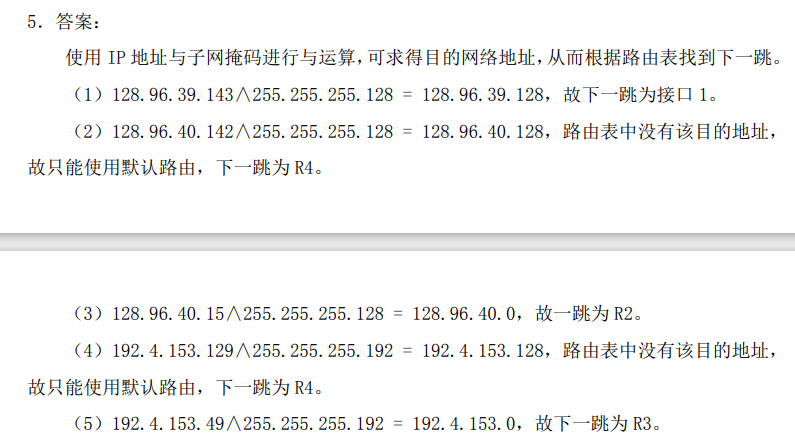 5．答案：
使用 IP 地址与子网掩码进行与运算，可求得目的网络地址，从而根据路由表找到下一跳。
（1）128.96.39.143∧255.255.255.128 = 128.96.39.128，故下一跳为接口 1。
（2）128.96.40.142∧255.255.255.128 = 128.96.40.128，路由表中没有该目的地址，
故只能使用默认路由，下一跳为 R4。
（3）128.96.40.15∧255.255.255.128 = 128.96.40.0，故一跳为 R2。
（4）192.4.153.129∧255.255.255.192 = 192.4.153.128，路由表中没有该目的地址，
故只能使用默认路由，下一跳为 R4。
（5）192.4.153.49∧255.255.255.192 = 192.4.153.0，故下一跳为 R3。